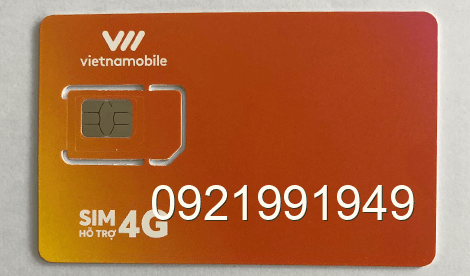 vietnamobile
SIM
HỖ TRỢ 4G
0921991949